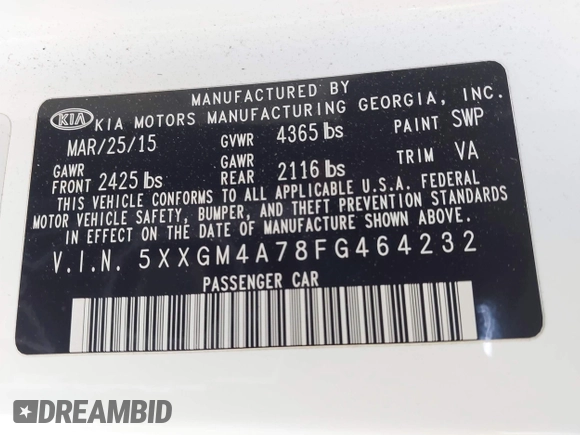 MANUFACTURED BY
KIA KIA MOTORS MANUFACTURING GEORGIA, INC.
MAR/25/15 GVWR 4365 lbs PAINT SWP
GAWR FRONT 2425 lbs GAWR REAR 2116 lbs TRIM VA
THIS VEHICLE CONFORMS TO ALL APPLICABLE U.S.A. FEDERAL
MOTOR VEHICLE SAFETY, BUMPER, AND THEFT PREVENTION STANDARDS
IN EFFECT ON THE DATE OF MANUFACTURE SHOWN ABOVE.
V.I.N. 5XXGM4A78FG464232
PASSENGER CAR
DREAMBID